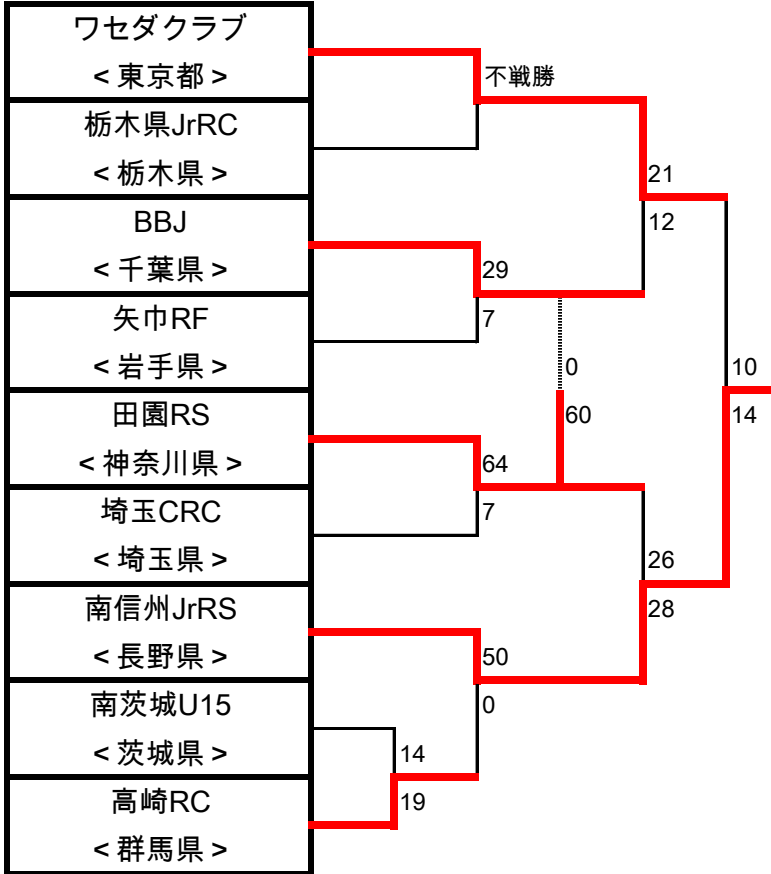 ワセダクラブ
< 東京都 >
不戦勝
栃木県JrRC
< 栃木県 >
21
12
BBJ
< 千葉県 >
29
7
矢巾RF
< 岩手県 >
0
60
10
14
田園RS
< 神奈川県 >
64
7
埼玉CRC
< 埼玉県 >
26
28
南信州JrRS
< 長野県 >
50
0
南茨城U15
< 茨城県 >
14
19
高崎RC
< 群馬県 >